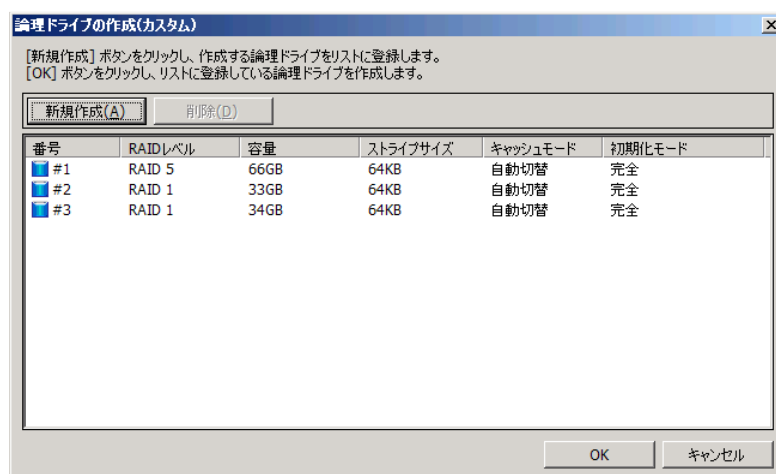 論理ドライブの作成(カスタム)
[新規作成] ボタンをクリックし、作成する論理ドライブをリストに登録します。
[OK] ボタンをクリックし、リストに登録している論理ドライブを作成します。
新規作成(A) 削除(D)
番号 RAIDレベル 容量 ストライプサイズ キャッシュモード 初期化モード
#1 RAID 5 66GB 64KB 自動切替 完全
#2 RAID 1 33GB 64KB 自動切替 完全
#3 RAID 1 34GB 64KB 自動切替 完全
OK キャンセル